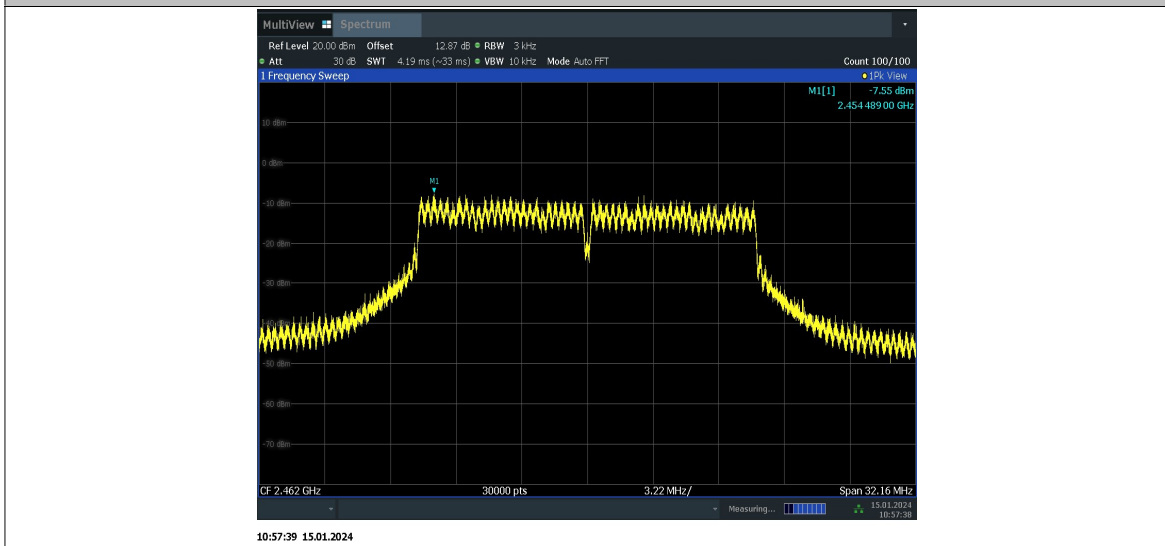 MultiView Spectrum
Ref Level 20.00 dBm Offset 12.87 dB RBW 3 kHz
Att 30 dB SWT 4.19 ms (~33 ms) VBW 10 kHz Mode Auto FFT Count 100/100
1 Frequency Sweep 1Pk View
M1[1] -7.55 dBm
2.454 489 00 GHz
10 dBm
0 dBm
M1
-10 dBm
-20 dBm
-30 dBm
-40 dBm
-50 dBm
-60 dBm
-70 dBm
CF 2.462 GHz 30000 pts 3.22 MHz/ Span 32.16 MHz
Measuring... 15.01.2024
10:57:38
10:57:39 15.01.2024